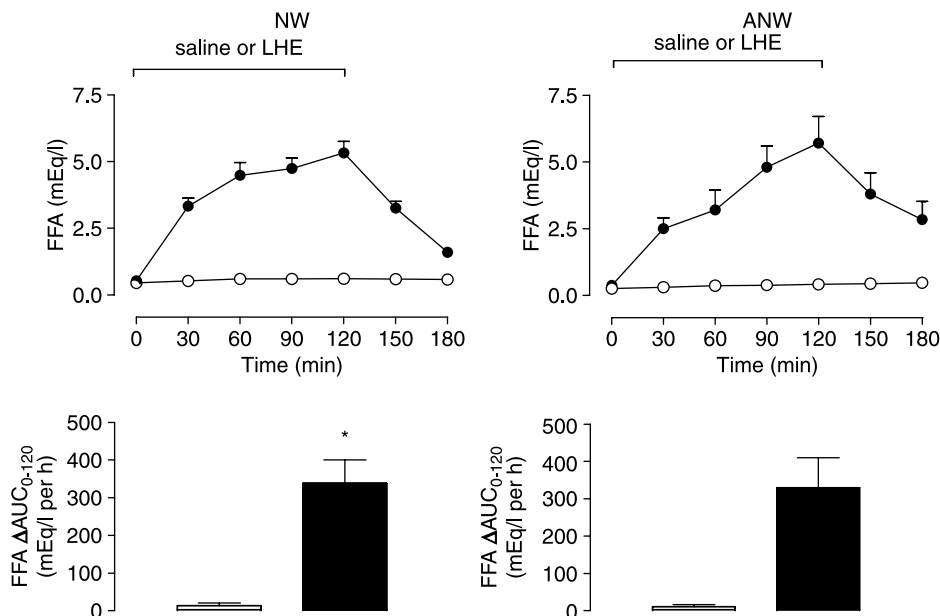 NW
saline or LHE
7.5
5.0
2.5
0.0
FFA (mEq/l)
0 30 60 90 120 150 180
Time (min)
ANW
saline or LHE
7.5
5.0
2.5
0.0
FFA (mEq/l)
0 30 60 90 120 150 180
Time (min)
500
400
300
200
100
0
FFA ΔAUC0-120
(mEq/l per h)
*
500
400
300
200
100
0
FFA ΔAUC0-120
(mEq/l per h)